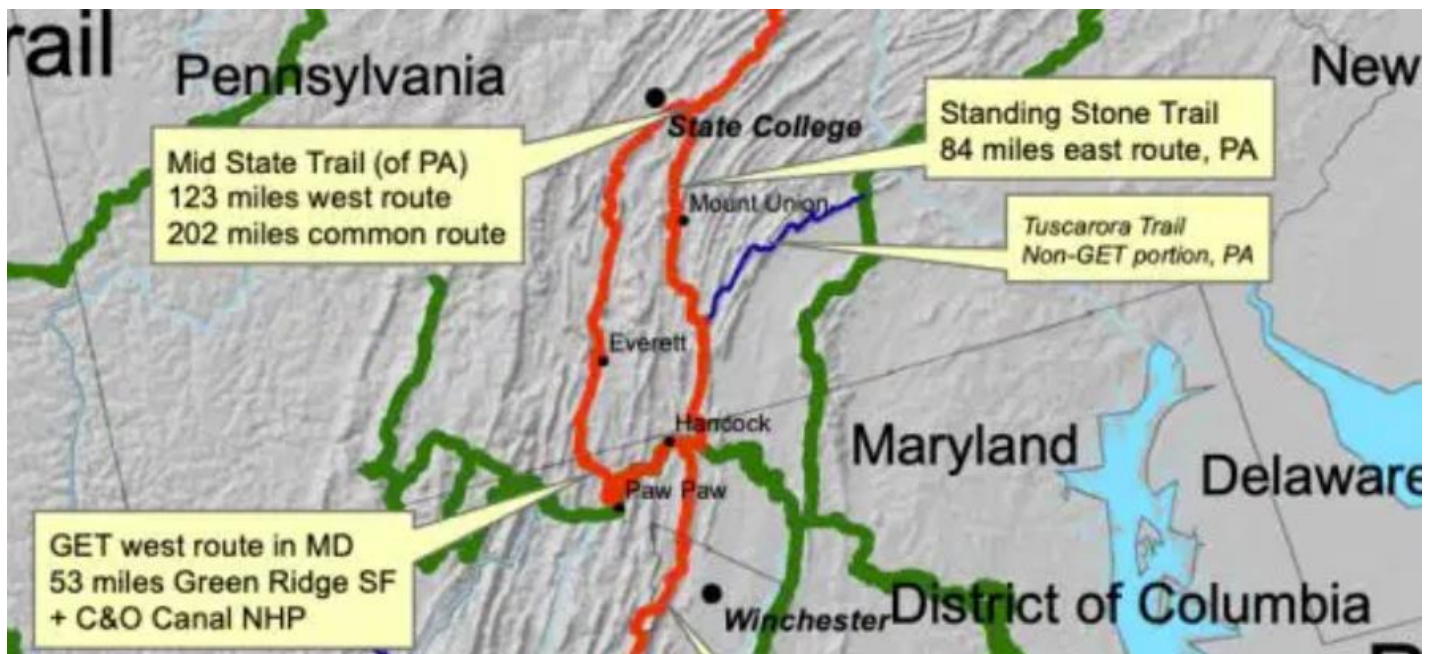 rail
Pennsylvania
New
State College
Standing Stone Trail
84 miles east route, PA
Mid State Trail (of PA)
123 miles west route
202 miles common route
Mount Union
Tuscarora Trail
Non-GET portion, PA
Everett
Hancock
Maryland
Delaware
Paw Paw
GET west route in MD
53 miles Green Ridge SF
+ C&O Canal NHP
Winchester
District of Columbia